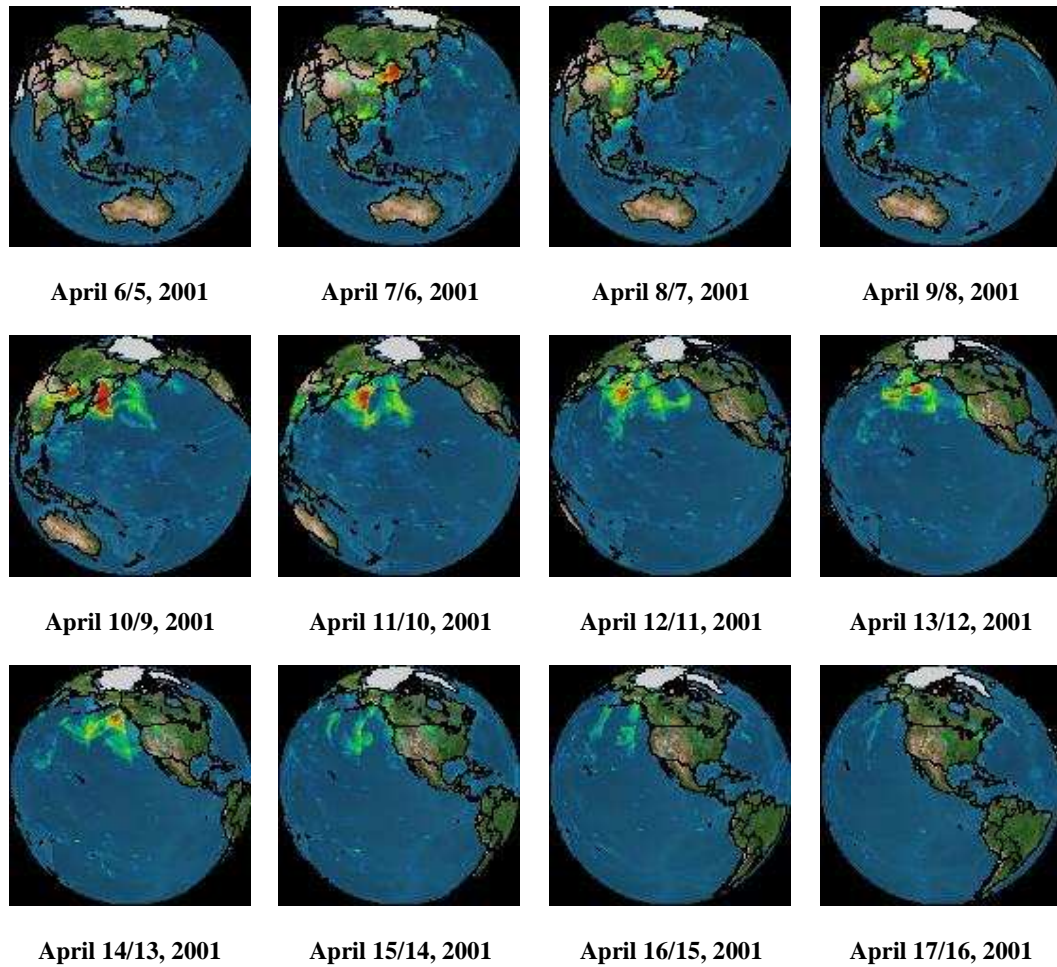 April 6/5, 2001
April 7/6, 2001
April 8/7, 2001
April 9/8, 2001
April 10/9, 2001
April 11/10, 2001
April 12/11, 2001
April 13/12, 2001
April 14/13, 2001
April 15/14, 2001
April 16/15, 2001
April 17/16, 2001